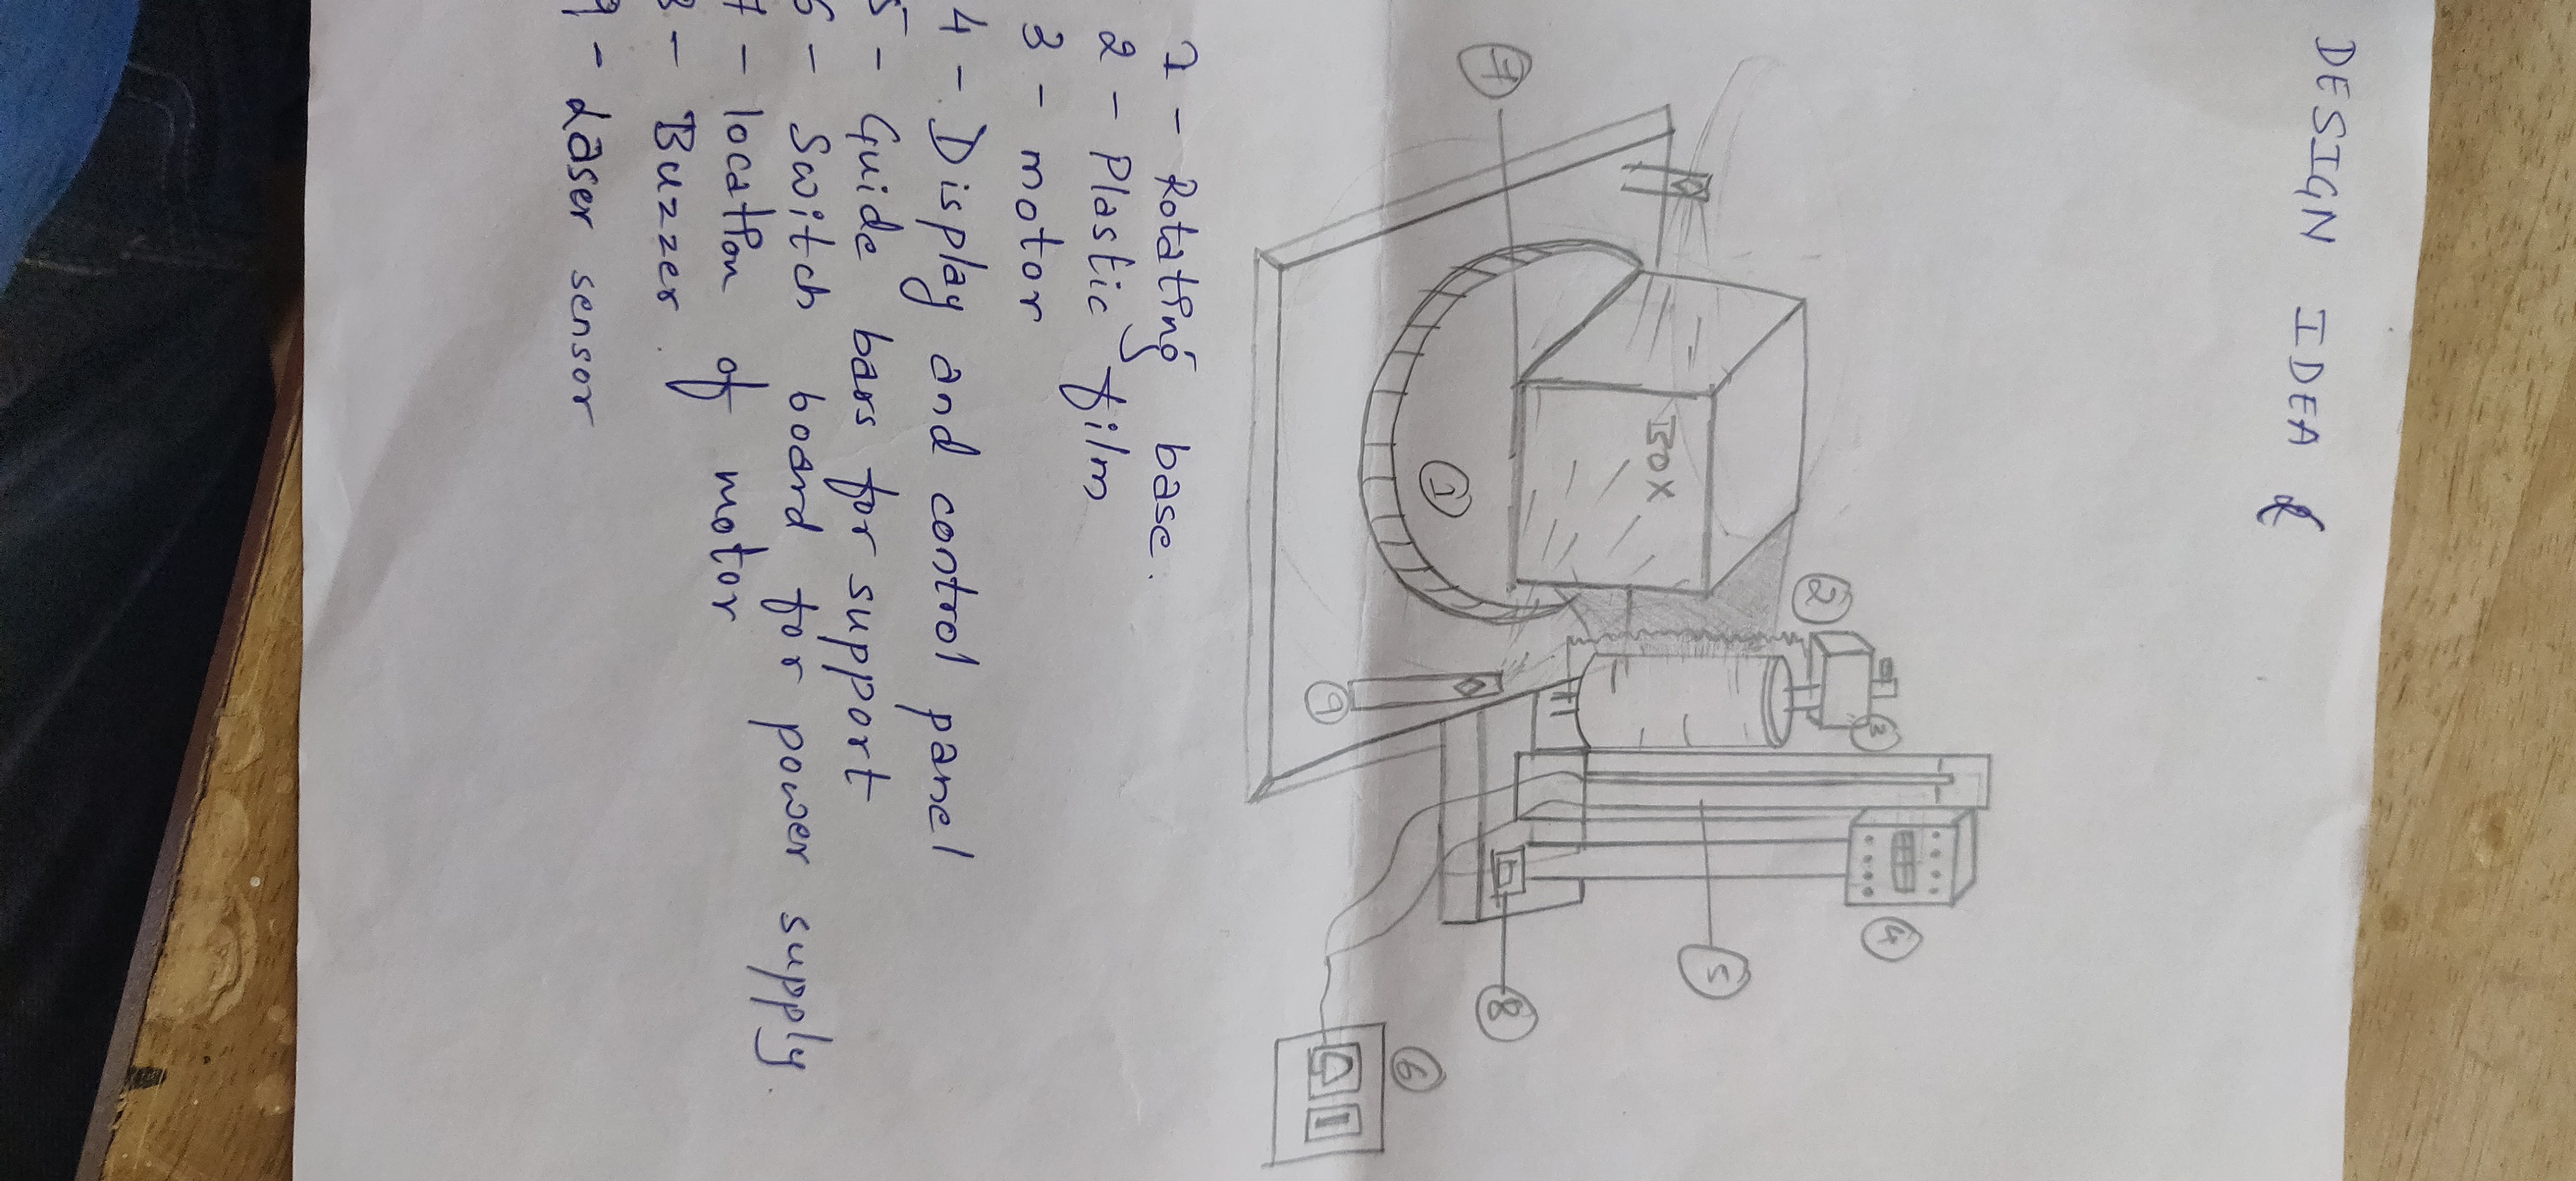 DESIGN IDEA
BOX
7
1
2
3
9
4
5
8
6
1 - Rotating base.
2 - Plastic film
3 - motor
4 - Display and control panel
5 - Guide bars for support
6 - Switch board for power supply.
7 - location of motor
8 - Buzzer.
9 - Laser sensor